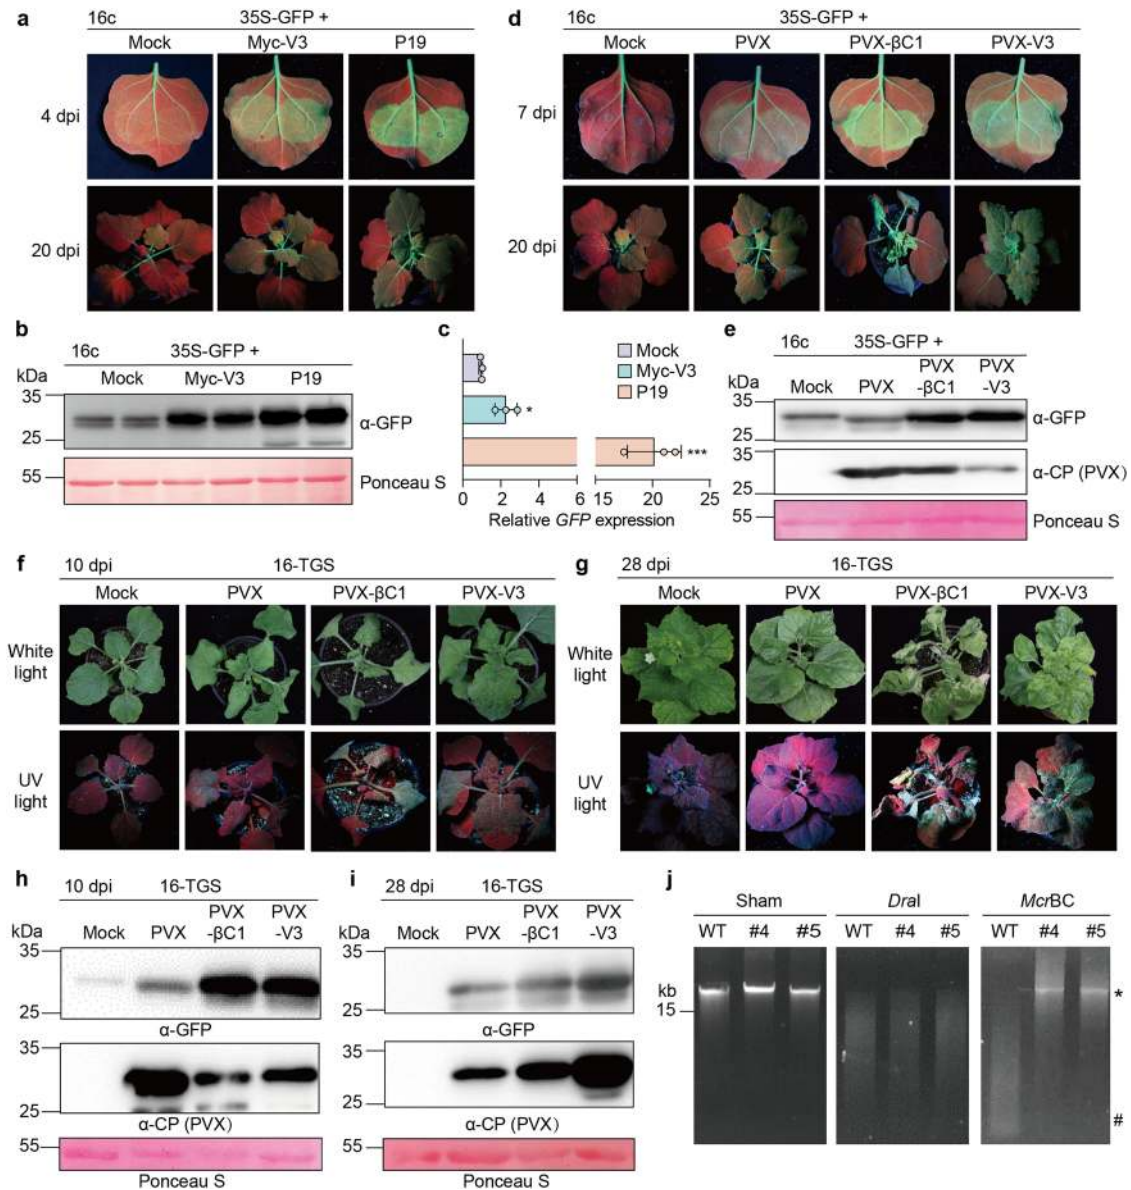 a
16c 35S-GFP +
Mock Myc-V3 P19
4 dpi
20 dpi
d
16c 35S-GFP +
Mock PVX PVX-βC1 PVX-V3
7 dpi
20 dpi
b
16c 35S-GFP +
kDa Mock Myc-V3 P19
35
25
α-GFP
55
Ponceau S
c
Mock
Myc-V3
P19
*
***
0 2 4 6 15 20 25
Relative GFP expression
e
16c 35S-GFP +
PVX PVX
kDa Mock PVX -βC1 -V3
35
α-GFP
25
35
α-CP (PVX)
25
55
Ponceau S
f
10 dpi 16-TGS
Mock PVX PVX-βC1 PVX-V3
White
light
UV
light
g
28 dpi 16-TGS
Mock PVX PVX-βC1 PVX-V3
White
light
UV
light
h
10 dpi 16-TGS
PVX PVX
kDa Mock PVX -βC1 -V3
35
25
α-GFP
35
25
α-CP (PVX)
55
Ponceau S
i
28 dpi 16-TGS
PVX PVX
kDa Mock PVX -βC1 -V3
35
25
α-GFP
35
25
α-CP (PVX)
55
Ponceau S
j
Sham DraI McrBC
WT #4 #5 WT #4 #5 WT #4 #5
kb
15
*
#